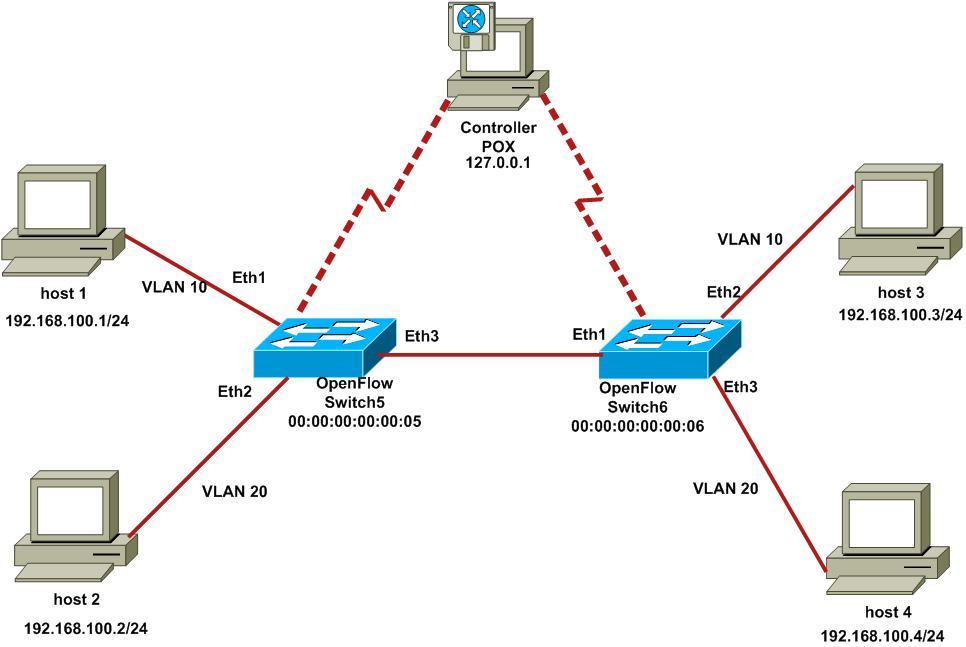 Controller
POX
127.0.0.1
VLAN 10
Eth1
host 1
192.168.100.1/24
VLAN 10
Eth2
host 3
192.168.100.3/24
Eth3
Eth1
Eth2
OpenFlow
Switch5
00:00:00:00:00:05
OpenFlow
Switch6
00:00:00:00:00:06
Eth3
VLAN 20
VLAN 20
host 2
192.168.100.2/24
host 4
192.168.100.4/24